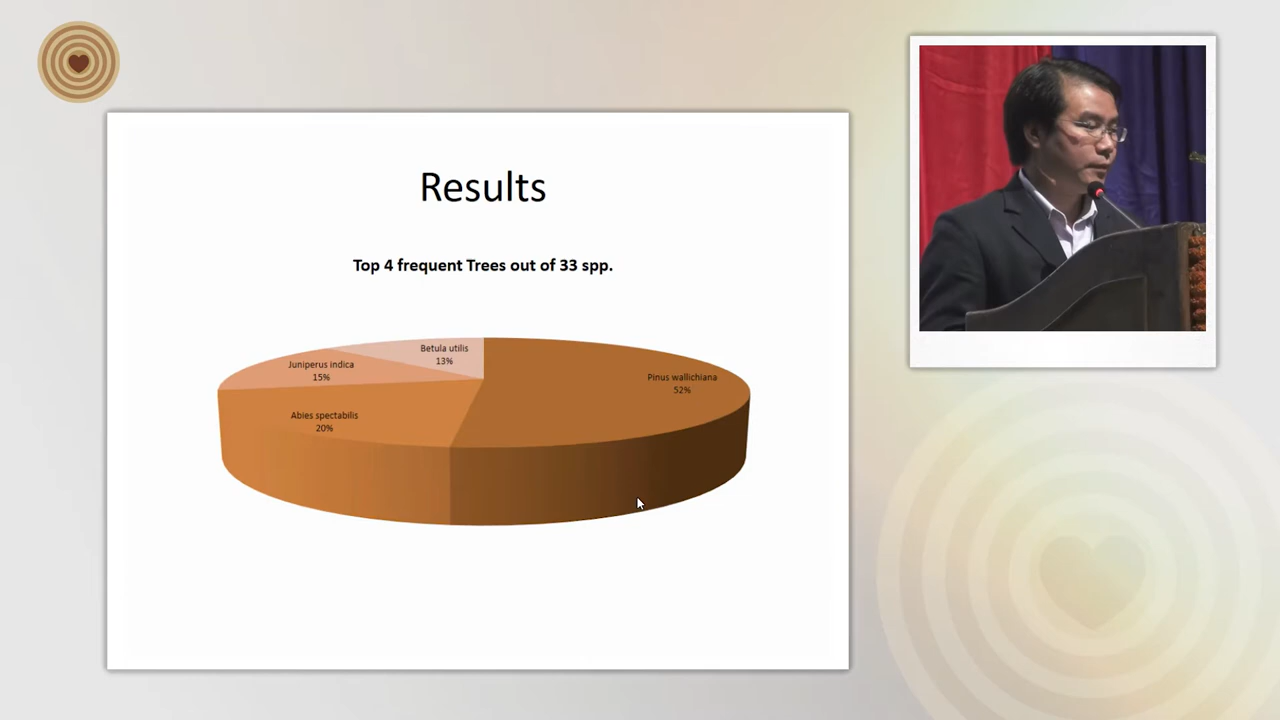 Results
Top 4 frequent Trees out of 33 spp.
Betula utilis
13%
Juniperus indica
15%
Pinus wallichiana
52%
Abies spectabilis
20%